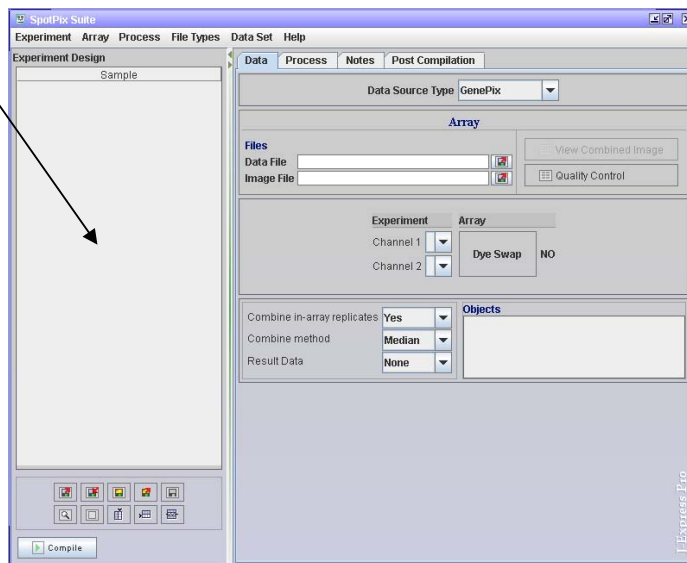 SpotPix Suite
Experiment Array Process File Types Data Set Help
Experiment Design
Sample
Compile
Data Process Notes Post Compilation
Data Source Type GenePix
Array
Files
Data File
Image File
View Combined Image
Quality Control
Experiment Array
Channel 1
Channel 2
Dye Swap NO
Combine in-array replicates Yes
Combine method Median
Result Data None
Objects
J-Express Pro